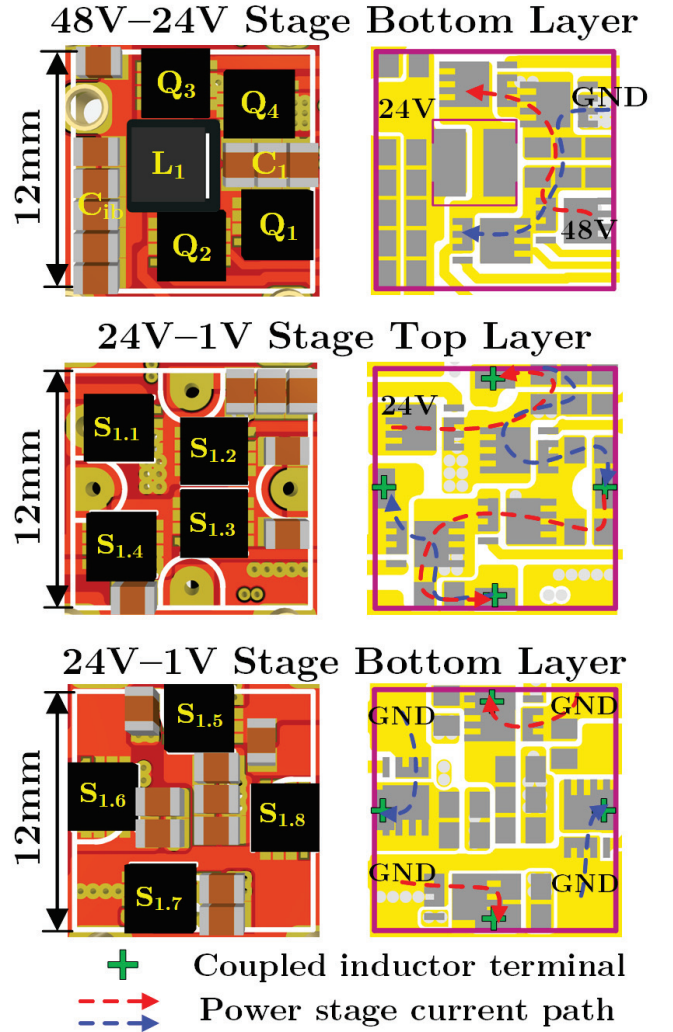 48V–24V Stage Bottom Layer
12mm
Q3
Q4
L1
C1
Cib
Q2
Q1
24V
GND
48V
24V–1V Stage Top Layer
12mm
S1.1
S1.2
S1.3
S1.4
24V
24V–1V Stage Bottom Layer
12mm
S1.5
S1.6
S1.8
S1.7
GND
GND
GND
GND
Coupled inductor terminal
Power stage current path